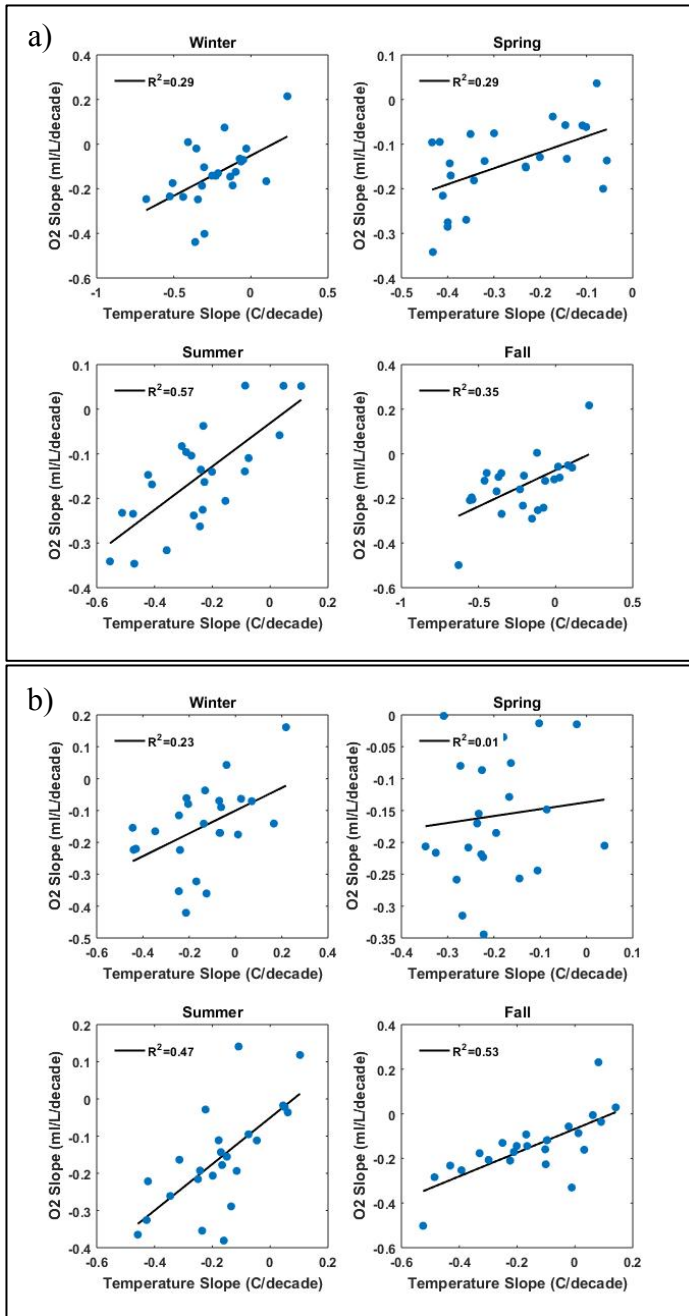 a)
Winter
R²=0.29
O2 Slope (ml/L/decade)
0.4
0.2
0
-0.2
-0.4
-0.6
-1
-0.5
0
0.5
Temperature Slope (C/decade)
Spring
R²=0.29
O2 Slope (ml/L/decade)
0.1
0
-0.1
-0.2
-0.3
-0.4
-0.5
-0.4
-0.3
-0.2
-0.1
0
Temperature Slope (C/decade)
Summer
R²=0.57
O2 Slope (ml/L/decade)
0.1
0
-0.1
-0.2
-0.3
-0.4
-0.6
-0.4
-0.2
0
0.2
Temperature Slope (C/decade)
Fall
R²=0.35
O2 Slope (ml/L/decade)
0.4
0.2
0
-0.2
-0.4
-0.6
-1
-0.5
0
0.5
Temperature Slope (C/decade)
b)
Winter
R²=0.23
O2 Slope (ml/L/decade)
0.2
0.1
0
-0.1
-0.2
-0.3
-0.4
-0.5
-0.6
-0.4
-0.2
0
0.2
0.4
Temperature Slope (C/decade)
Spring
R²=0.01
O2 Slope (ml/L/decade)
0
-0.05
-0.1
-0.15
-0.2
-0.25
-0.3
-0.35
-0.4
-0.3
-0.2
-0.1
0
0.1
Temperature Slope (C/decade)
Summer
R²=0.47
O2 Slope (ml/L/decade)
0.2
0.1
0
-0.1
-0.2
-0.3
-0.4
-0.6
-0.4
-0.2
0
0.2
Temperature Slope (C/decade)
Fall
R²=0.53
O2 Slope (ml/L/decade)
0.4
0.2
0
-0.2
-0.4
-0.6
-0.6
-0.4
-0.2
0
0.2
Temperature Slope (C/decade)